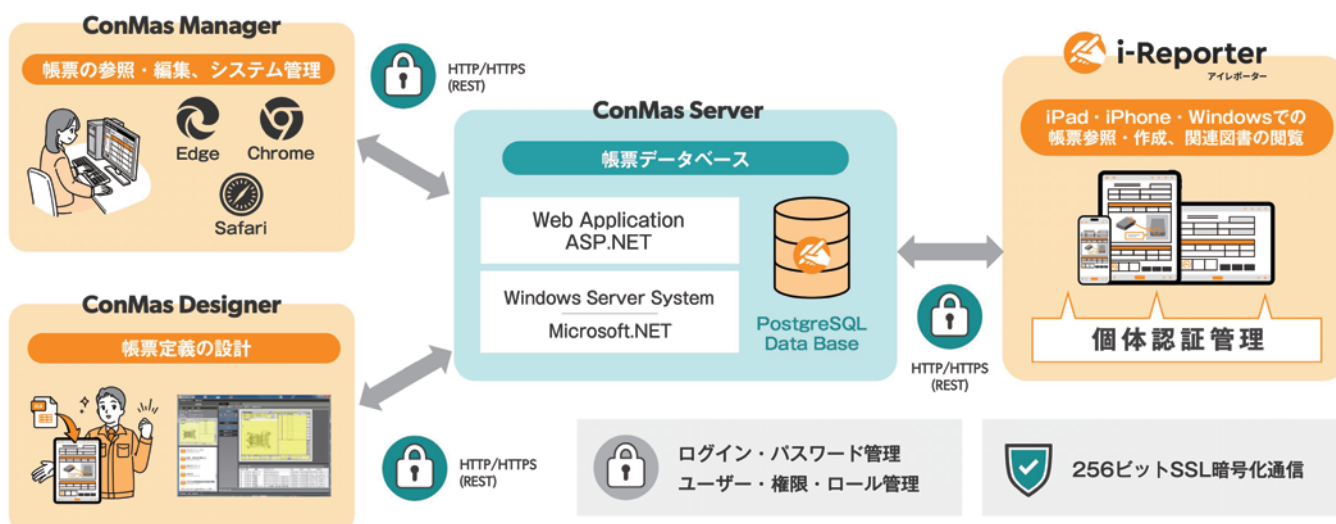 ConMas Manager
帳票の参照・編集、システム管理
Edge
Chrome
Safari
HTTP/HTTPS
(REST)
ConMas Designer
帳票定義の設計
HTTP/HTTPS
(REST)
ConMas Server
帳票データベース
Web Application
ASP.NET
Windows Server System
Microsoft.NET
PostgreSQL
Data Base
HTTP/HTTPS
(REST)
i-Reporter
アイレポーター
iPad・iPhone・Windowsでの
帳票参照・作成、関連図書の閲覧
個体認証管理
ログイン・パスワード管理
ユーザー・権限・ロール管理
256ビットSSL暗号化通信